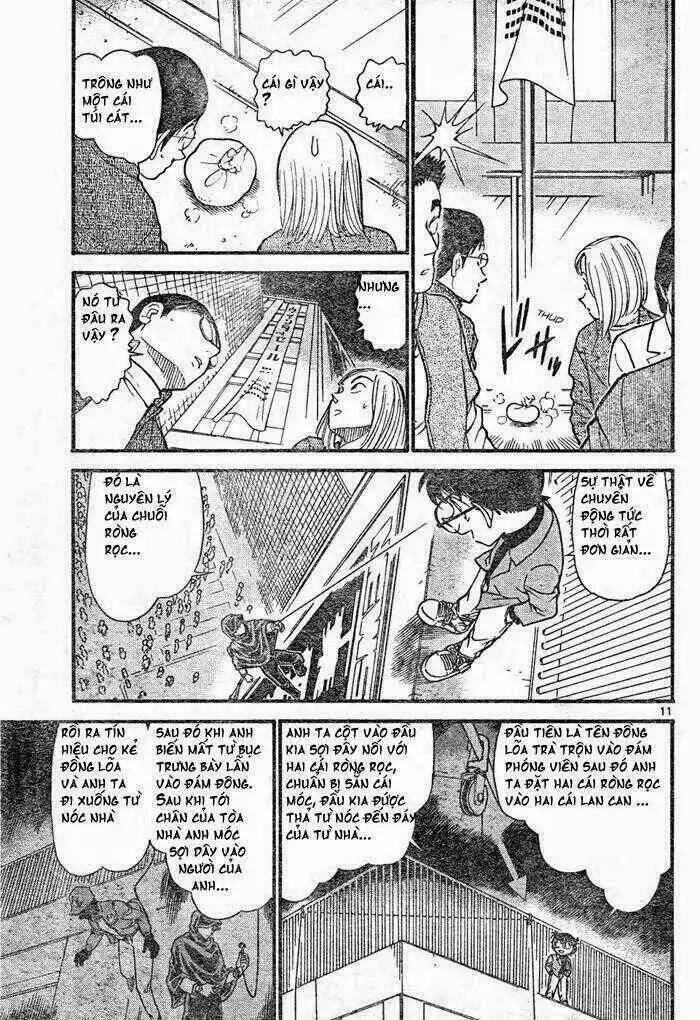 CÁI..
CÁI GÌ VẬY
?
TRÔNG NHƯ
MỘT CÁI
TÚI CÁT...
THUD
NHƯNG
...
NÓ TỪ
ĐÂU RA
VẬY ?
SỰ THẬT VỀ
CHUYỂN
ĐỘNG TỨC
THỜI RẤT
ĐƠN GIẢN...
ĐÓ LÀ
NGUYÊN LÝ
CỦA CHUỖI
RÒNG
RỌC...
11
ĐẦU TIÊN LÀ TÊN ĐỒNG
LÕA TRÀ TRỘN VÀO ĐÁM
PHÓNG VIÊN SAU ĐÓ ANH
TA ĐẶT HAI CÁI RÒNG RỌC
VÀO HAI CÁI LAN CAN ...
ANH TA CỘT VÀO ĐẦU
KIA SỢI DÂY NỐI VỚI
HAI CÁI RÒNG RỌC,
CHUẨN BỊ SẴN CÁI
MÓC, ĐẦU KIA ĐƯỢC
THẢ TỪ NÓC ĐẾN ĐÁY
CỦA TỪ NHÀ...
SAU ĐÓ KHI ANH
BIẾN MẤT TỪ BỤC
TRƯNG BÀY LẪN
VÀO ĐÁM ĐÔNG.
SAU KHI TỚI
CHÂN CỦA TÒA
NHÀ ANH MÓC
SỢI DÂY VÀO
NGƯỜI CỦA
ANH...
RỒI RA TÍN
HIỆU CHO KẺ
ĐỒNG LÕA
VÀ ANH TA
ĐI XUỐNG TỪ
NÓC NHÀ